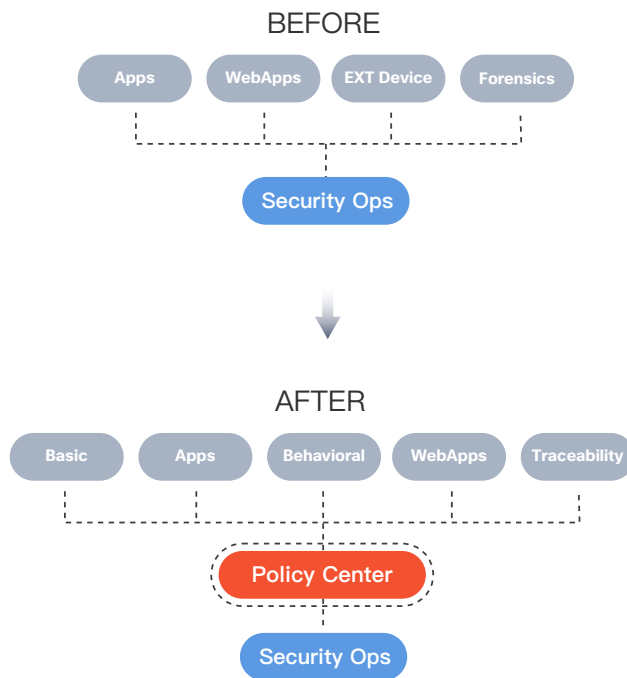 BEFORE
Apps
WebApps
EXT Device
Forensics
Security Ops
AFTER
Basic
Apps
Behavioral
WebApps
Traceability
Policy Center
Security Ops